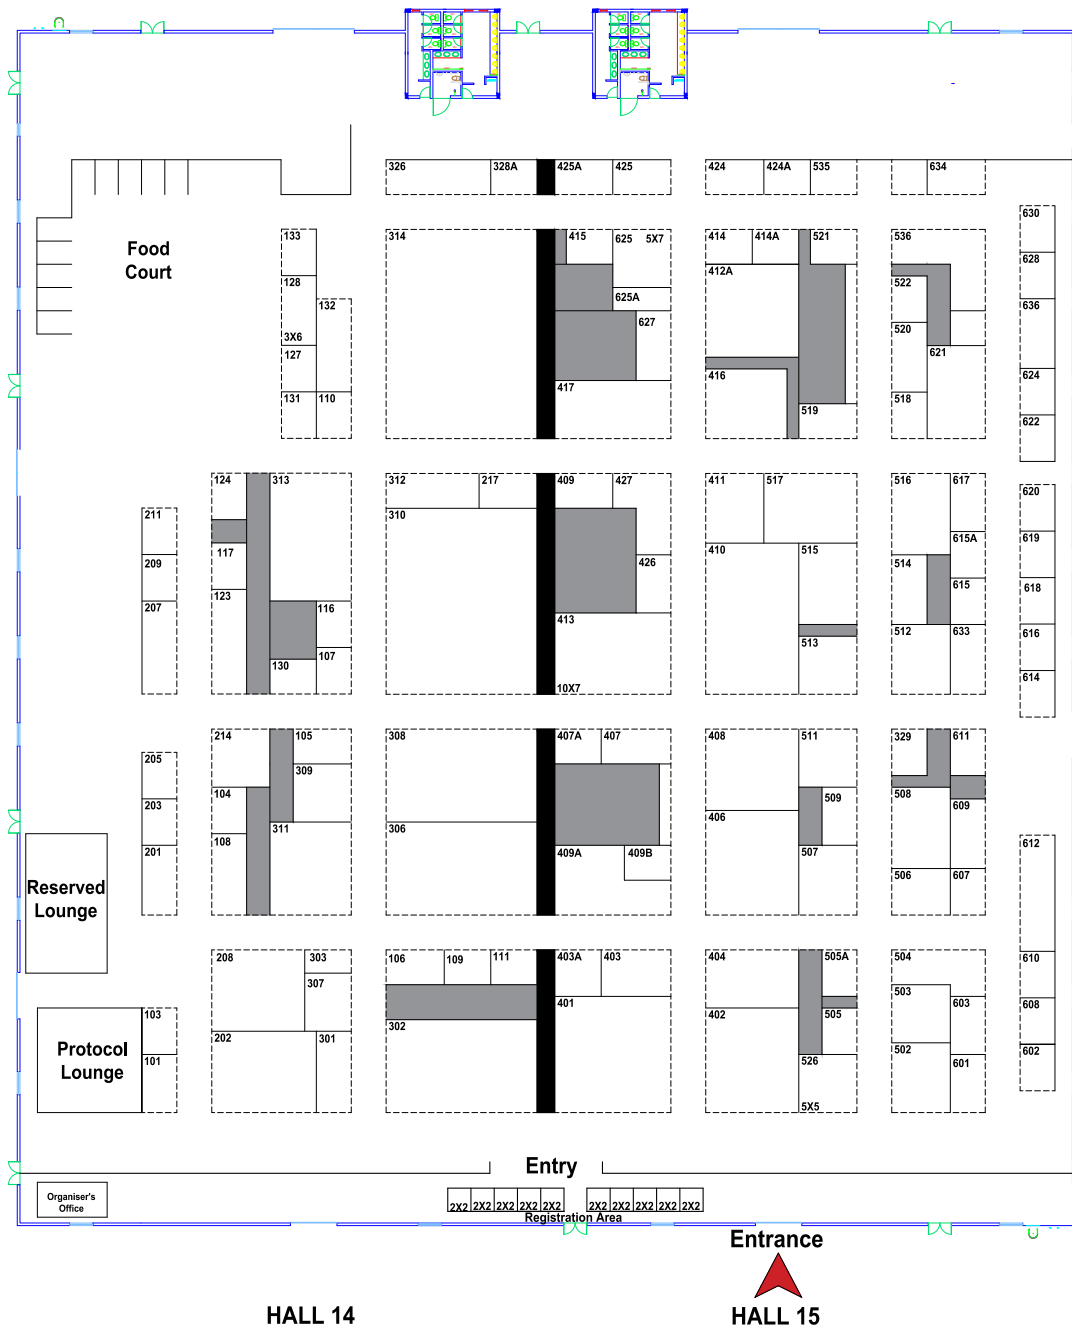 326 328A 425A 425 424 424A 535 634
630
133 314 415 625 5X7 414 414A 521 536
Food
Court
628
412A
128 522
132 625A 636
3X6 627 520
127 621
416 624
417
131 110 518
519
622
124 313 312 217 409 427 411 517 516 617
620
211 310
615A
619
117 209 410 515 514
426
615
618
123
207 116
413 512 633
616
513
107
130
614
10X7
214 105 308 407A 407 408 511 329 611
205
309
104 509 508
203 609
406
108 311 306
612
201 409A 409B 507
506 607
Reserved
Lounge
208 303 106 109 111 403A 403 404 505A 504
610
307 503
401 603
608
103 402 505
302
202 301
Protocol
Lounge
502 602
101 526 601
5X5
Entry
Organiser's
Office
2X2 2X2 2X2 2X2 2X2 2X2 2X2 2X2 2X2 2X2
Registration Area
Entrance
HALL 14 HALL 15